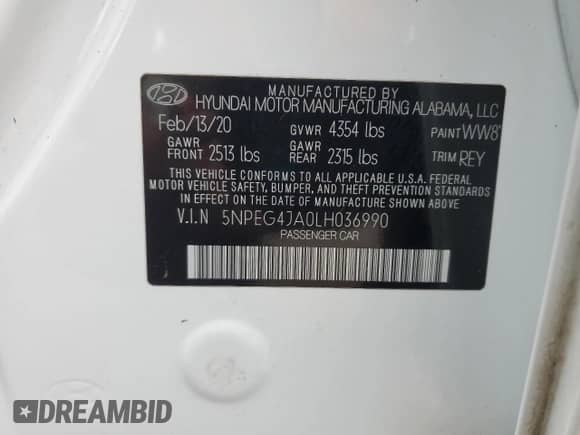 MANUFACTURED BY
HYUNDAI MOTOR MANUFACTURING ALABAMA, LLC
Feb/13/20 GVWR 4354 lbs PAINT WW8
GAWR FRONT 2513 lbs GAWR REAR 2315 lbs TRIM REY
THIS VEHICLE CONFORMS TO ALL APPLICABLE U.S.A. FEDERAL
MOTOR VEHICLE SAFETY, BUMPER, AND THEFT PREVENTION STANDARDS
IN EFFECT ON THE DATE OF MANUFACTURE SHOWN ABOVE
V.I.N 5NPEG4JA0LH036990
PASSENGER CAR
DREAMBID